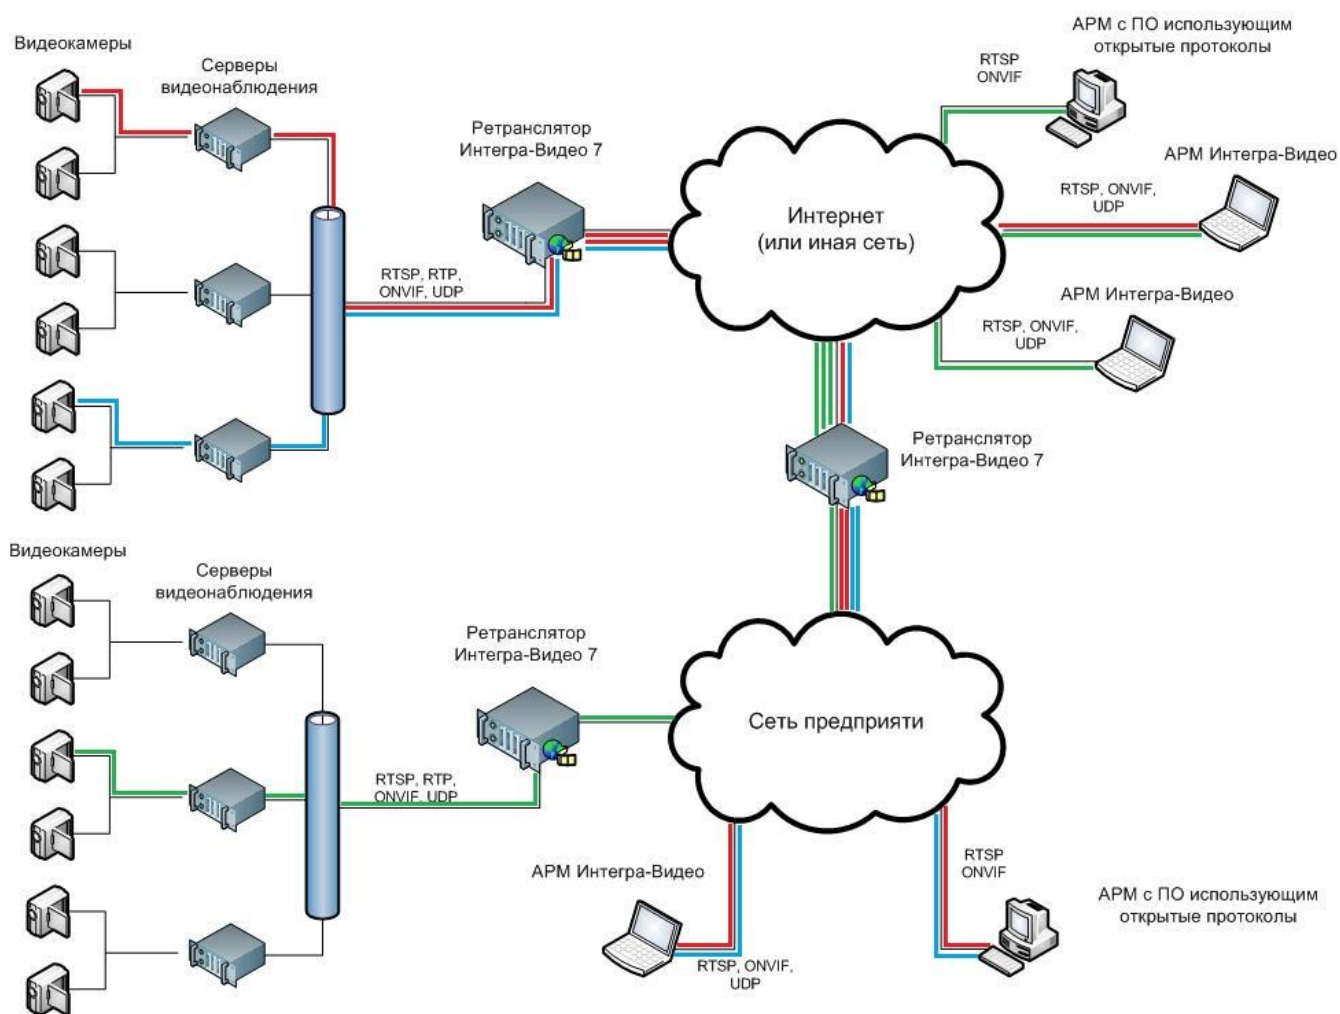 Видеокамеры
Серверы
видеонаблюдения
Ретранслятор
Интегра-Видео 7
RTSP, RTP,
ONVIF, UDP
Интернет
(или иная сеть)
RTSP
ONVIF
АРМ с ПО использующим
открытые протоколы
АРМ Интегра-Видео
RTSP, ONVIF,
UDP
АРМ Интегра-Видео
RTSP, ONVIF,
UDP
Ретранслятор
Интегра-Видео 7
Видеокамеры
Серверы
видеонаблюдения
Ретранслятор
Интегра-Видео 7
RTSP, RTP,
ONVIF, UDP
Сеть предприяти
АРМ Интегра-Видео
RTSP, ONVIF,
UDP
RTSP
ONVIF
АРМ с ПО использующим
открытые протоколы